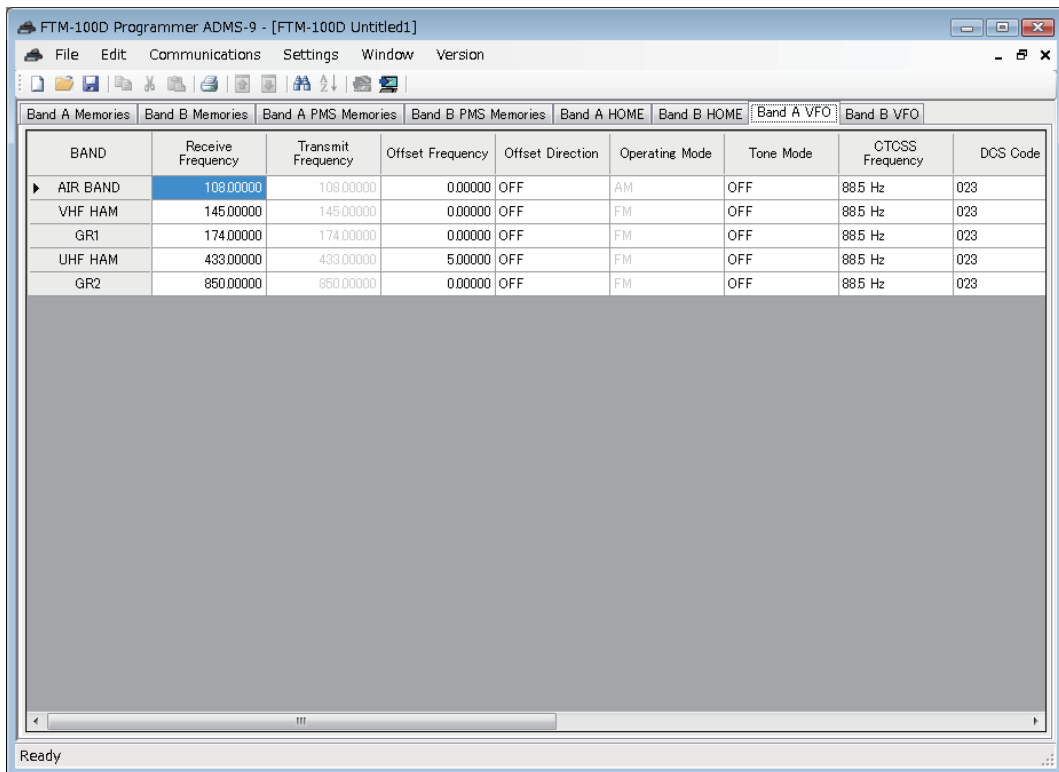 FTM-100D Programmer ADMS-9 - [FTM-100D Untitled1]
File Edit Communications Settings Window Version
Band A Memories Band B Memories Band A PMS Memories Band B PMS Memories Band A HOME Band B HOME Band A VFO Band B VFO
BAND Receive Frequency Transmit Frequency Offset Frequency Offset Direction Operating Mode Tone Mode CTCSS Frequency DCS Code
AIR BAND 108.00000 108.00000 0.00000 OFF AM OFF 88.5 Hz 023
VHF HAM 145.00000 145.00000 0.00000 OFF FM OFF 88.5 Hz 023
GR1 174.00000 174.00000 0.00000 OFF FM OFF 88.5 Hz 023
UHF HAM 433.00000 433.00000 5.00000 OFF FM OFF 88.5 Hz 023
GR2 850.00000 850.00000 0.00000 OFF FM OFF 88.5 Hz 023
Ready